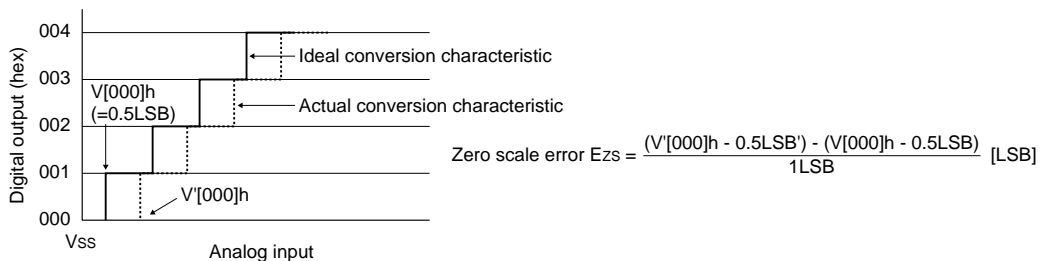 004
003
002
001
000
Digital output (hex)
V[000]h
(=0.5LSB)
Ideal conversion characteristic
Actual conversion characteristic
V'[000]h
VSS
Analog input
Zero scale error EZS = (V'[000]h - 0.5LSB') - (V[000]h - 0.5LSB) [LSB]
1LSB